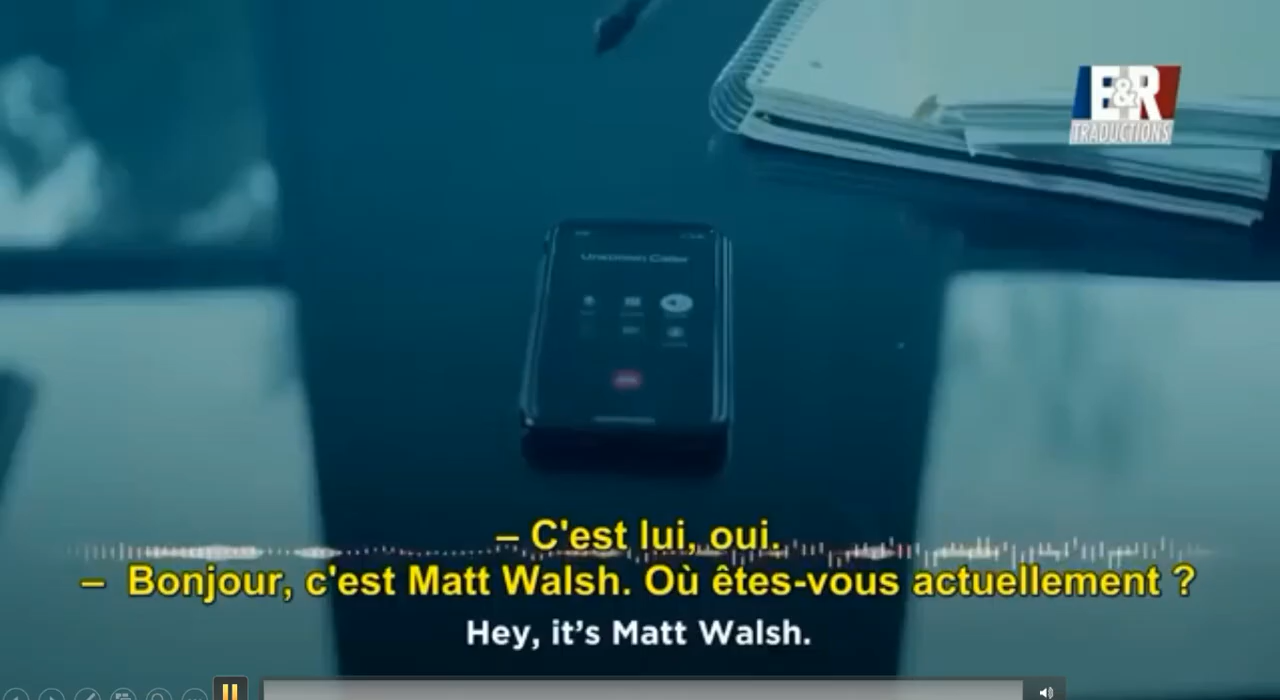 E&R
TRADUCTIONS
Unknown Caller
– C'est lui, oui.
– Bonjour, c'est Matt Walsh. Où êtes-vous actuellement ?
Hey, it's Matt Walsh.